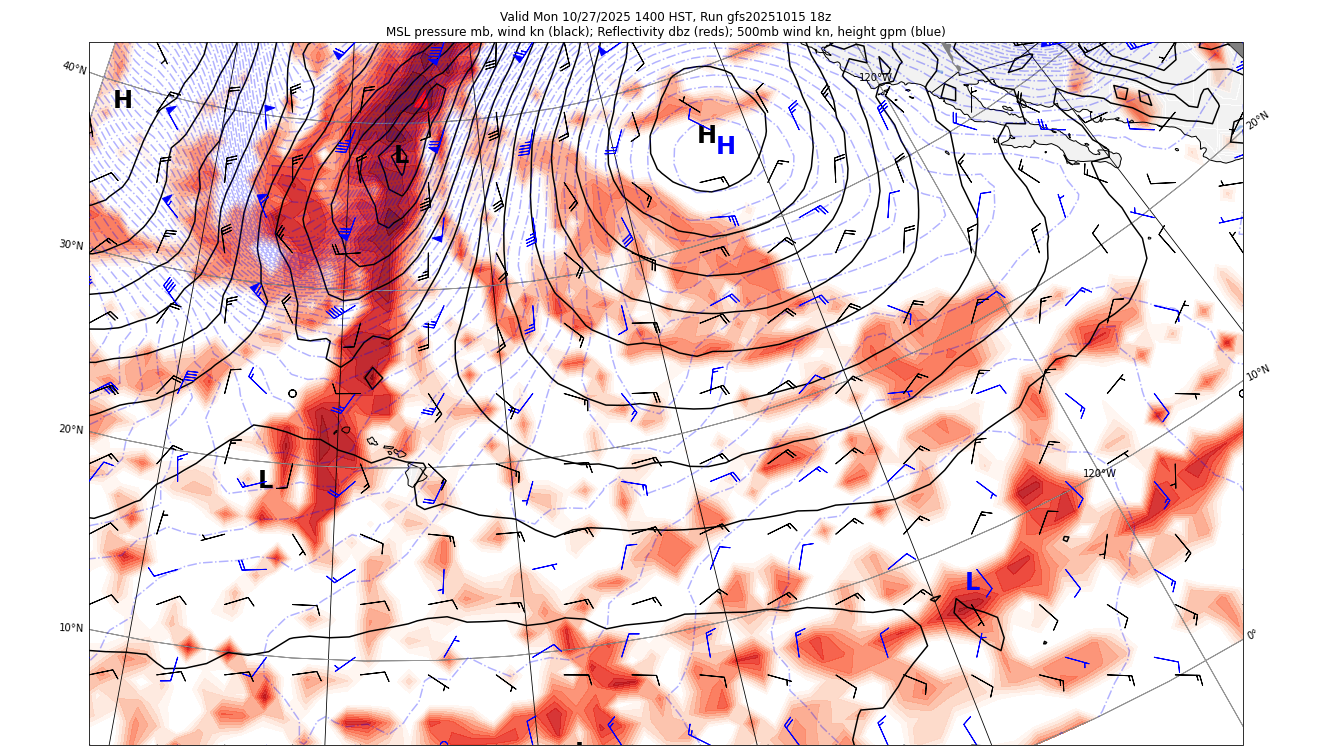 Valid Mon 10/27/2025 1400 HST, Run gfs20251015 18z
MSL pressure mb, wind kn (black); Reflectivity dbz (reds); 500mb wind kn, height gpm (blue)
40°N
120°W
20°N
H
H
H
L
30°N
10°N
20°N
L
120°W
L
10°N
0°